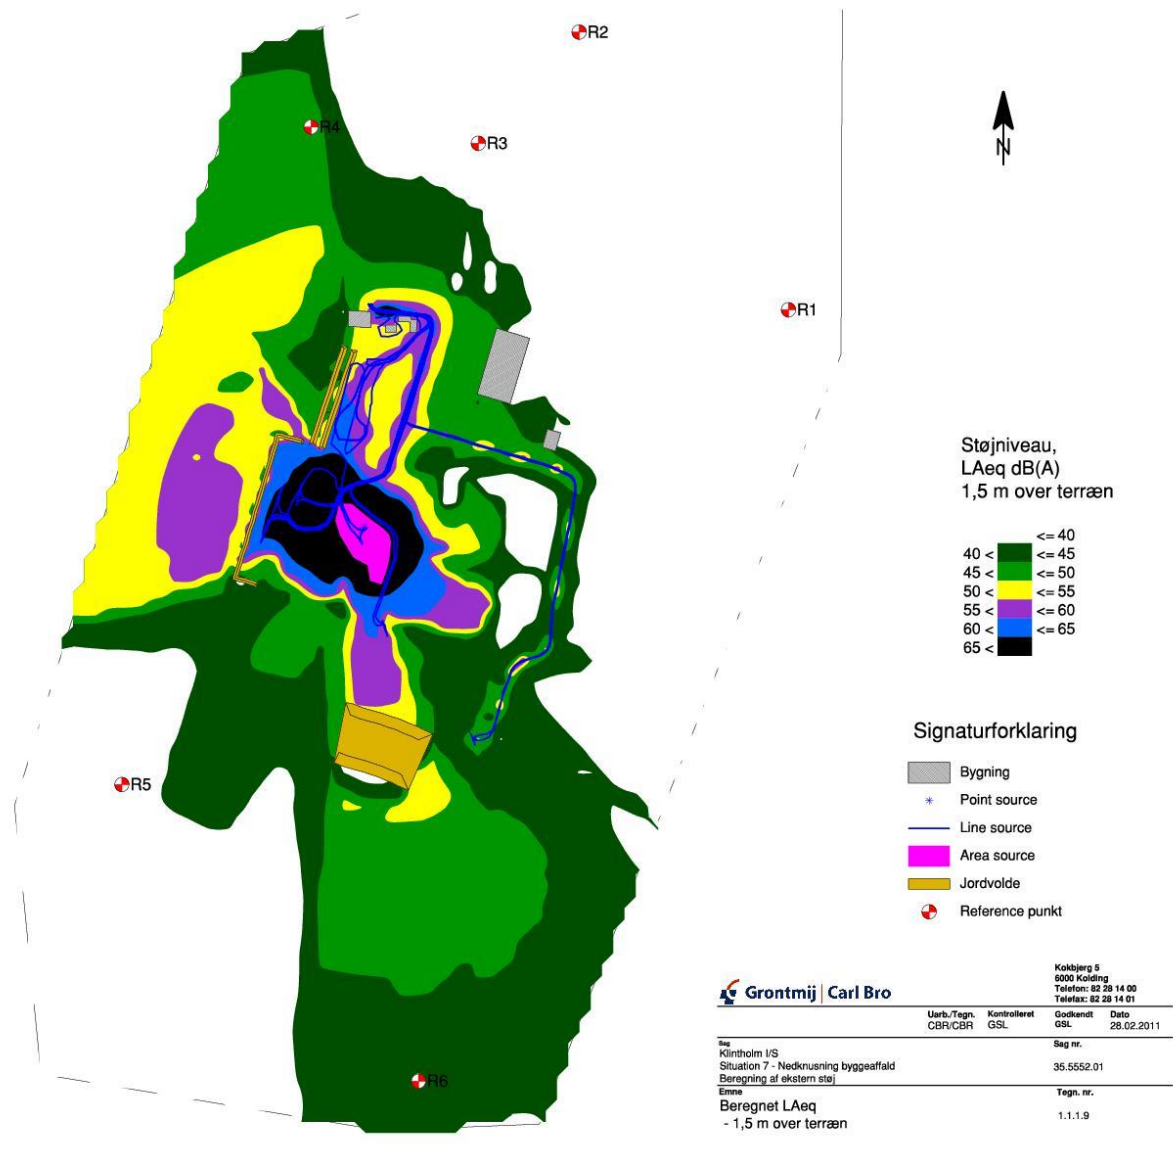 R2
R4
R3
N
R1
Støjniveau,
LAeq dB(A)
1,5 m over terræn
<= 40
40 < <= 45
45 < <= 50
50 < <= 55
55 < <= 60
60 < <= 65
65 <
Signaturforklaring
Bygning
Point source
Line source
Area source
Jordvolde
Reference punkt
R5
R6
Grontmij | Carl Bro
Kokbjerg 5
6000 Kolding
Telefon: 82 28 14 00
Telefax: 82 28 14 01
Uarb./Tegn. Kontrolleret Godkendt Dato
CBR/CBR GSL GSL 28.02.2011
Sag Sag nr.
Klintholm I/S
Situation 7 - Nedknusning byggeaffald 35.5552.01
Beregning af ekstern støj
Emne Tegn. nr.
Beregnet LAeq
- 1,5 m over terræn 1.1.1.9